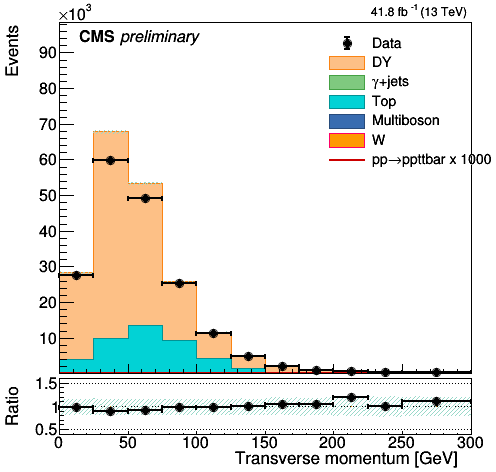 ×10³
41.8 fb⁻¹ (13 TeV)
CMS preliminary
Events
90
80
70
60
50
40
30
20
10
Data
DY
γ+jets
Top
Multiboson
W
pp→ppttbar x 1000
Ratio
1.5
1
0.5
0 50 100 150 200 250 300
Transverse momentum [GeV]